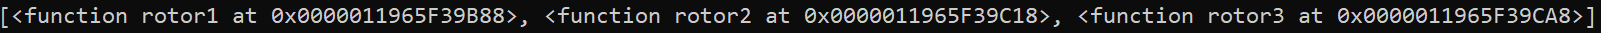 [<function rotor1 at 0x0000011965F39B88>, <function rotor2 at 0x0000011965F39C18>, <function rotor3 at 0x0000011965F39CA8>]